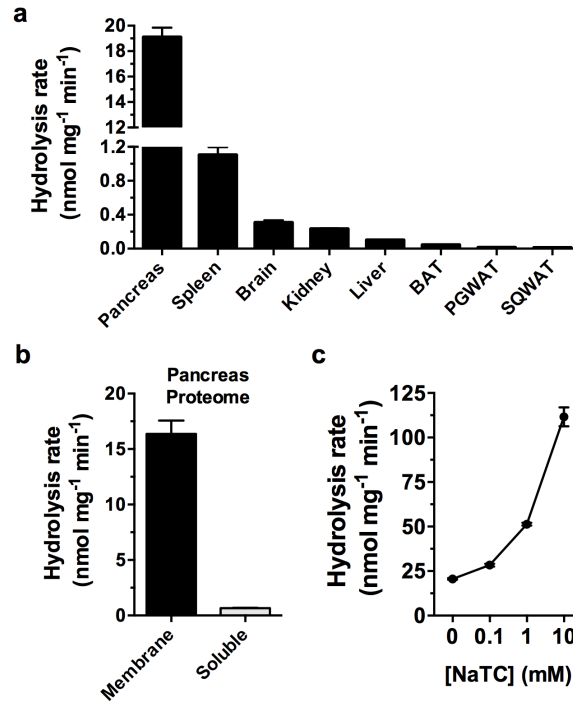 a
Hydrolysis rate
(nmol mg-1 min-1)
20
18
16
14
12
1.2
0.8
0.4
0.0
Pancreas
Spleen
Brain
Kidney
Liver
BAT
PGWAT
SQWAT
b
Pancreas
Proteome
Hydrolysis rate
(nmol mg-1 min-1)
20
15
10
5
0
Membrane
Soluble
c
Hydrolysis rate
(nmol mg-1 min-1)
125
100
75
50
25
0
0 0.1 1 10
[NaTC] (mM)